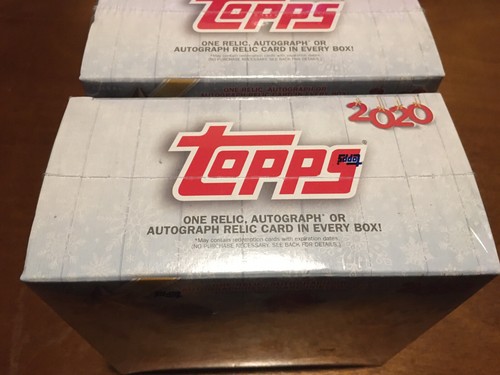 TOPPS
ONE RELIC, AUTOGRAPH* OR
AUTOGRAPH RELIC CARD IN EVERY BOX!
2020
TOPPS
ONE RELIC, AUTOGRAPH* OR
AUTOGRAPH RELIC CARD IN EVERY BOX!
*May contain redemption cards with expiration dates.
(NO PURCHASE NECESSARY. SEE BACK FOR DETAILS.)